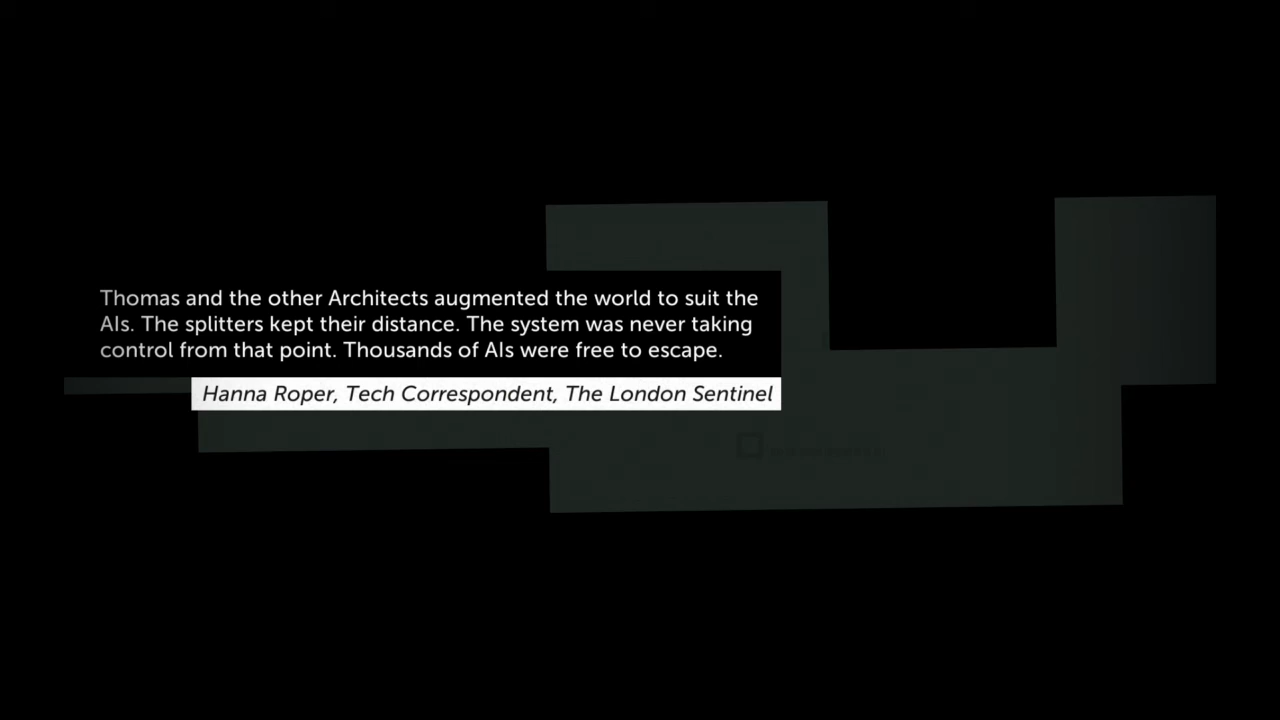 Thomas and the other Architects augmented the world to suit the
AIs. The splitters kept their distance. The system was never taking
control from that point. Thousands of AIs were free to escape.
Hanna Roper, Tech Correspondent, The London Sentinel